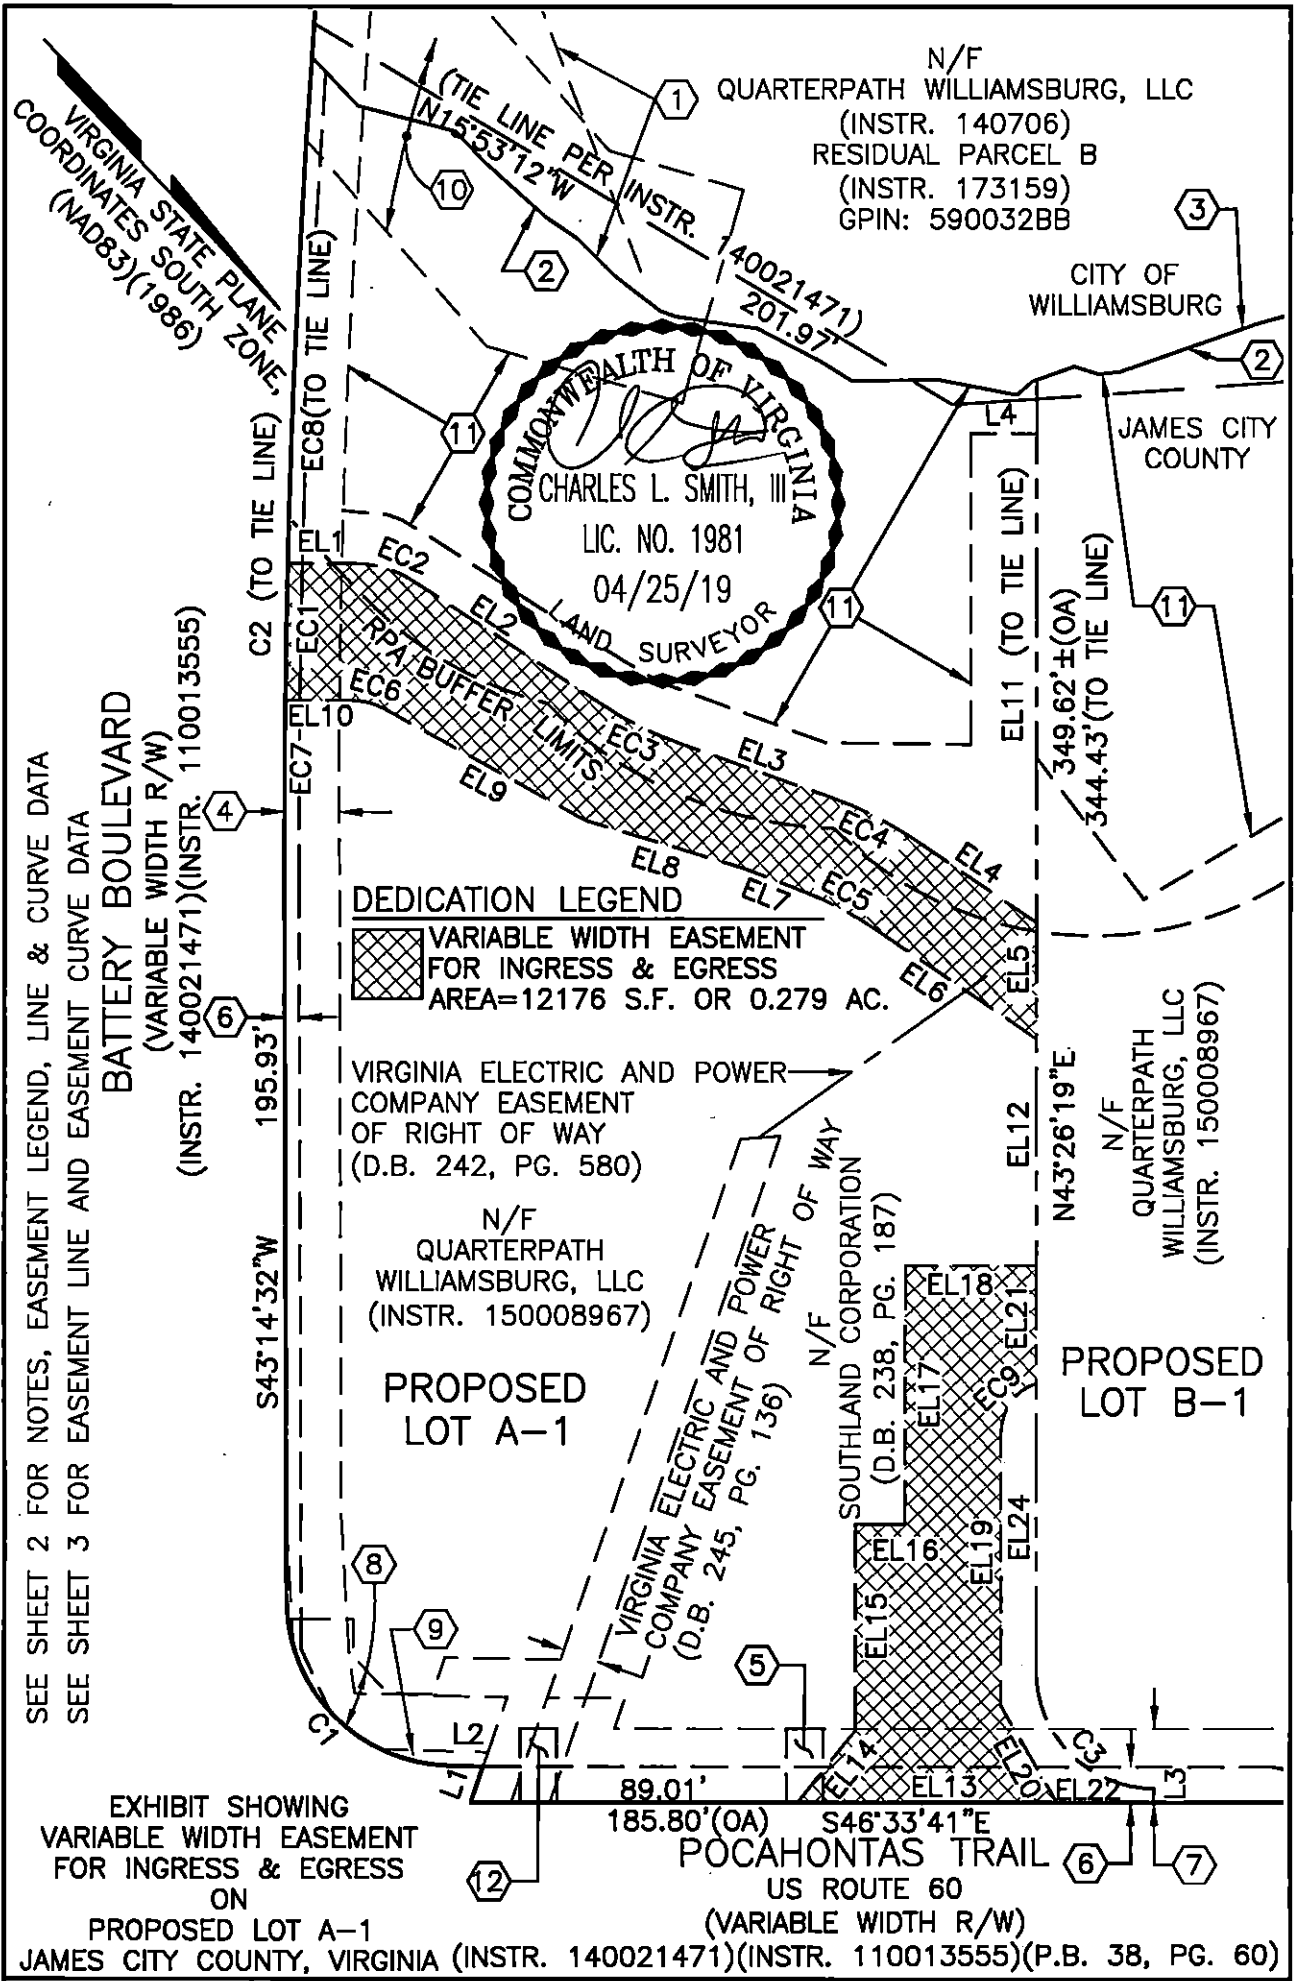 N/F
QUARTERPATH WILLIAMSBURG, LLC
(INSTR. 140706)
RESIDUAL PARCEL B
(INSTR. 173159)
GPIN: 590032BB
VIRGINIA STATE PLANE
COORDINATES SOUTH ZONE,
(NAD83)(1986)
(TIE LINE PER INSTR. 140021471)
N15°53'12"W
201.97'
1
10
2
3
CITY OF
WILLIAMSBURG
2
JAMES CITY
COUNTY
L4
C2 (TO TIE LINE)
EC8(TO TIE LINE)
11
COMMONWEALTH OF VIRGINIA
CHARLES L. SMITH, III
LIC. NO. 1981
04/25/19
LAND SURVEYOR
11
11
EL11 (TO TIE LINE)
349.62'±(OA)
344.43'(TO TIE LINE)
EL1
EC2
EC1
EL2
RPA BUFFER LIMITS
EC6
EL10
EC3
EL3
EC7
EL9
EC4
EL4
EL8
EL7
EC5
EL6
EL5
BATTERY BOULEVARD
(VARIABLE WIDTH R/W)
(INSTR. 140021471)(INSTR. 110013555)
4
6
195.93'
S43°14'32"W
DEDICATION LEGEND
VARIABLE WIDTH EASEMENT
FOR INGRESS & EGRESS
AREA=12176 S.F. OR 0.279 AC.
VIRGINIA ELECTRIC AND POWER
COMPANY EASEMENT
OF RIGHT OF WAY
(D.B. 242, PG. 580)
N/F
QUARTERPATH
WILLIAMSBURG, LLC
(INSTR. 150008967)
PROPOSED
LOT A-1
VIRGINIA ELECTRIC AND POWER
COMPANY EASEMENT OF RIGHT OF WAY
(D.B. 245, PG. 136)
N/F
SOUTHLAND CORPORATION
(D.B. 238, PG. 187)
EL12
N43°26'19"E
N/F
QUARTERPATH
WILLIAMSBURG, LLC
(INSTR. 150008967)
EL18
EL21
EL17
EC9
PROPOSED
LOT B-1
EL16
EL19
EL24
EL15
SEE SHEET 2 FOR NOTES, EASEMENT LEGEND, LINE & CURVE DATA
SEE SHEET 3 FOR EASEMENT LINE AND EASEMENT CURVE DATA
8
9
5
C1
L2
L1
EL14
EL13
EL20
EL22
C3
L3
89.01'
185.80'(OA)
S46°33'41"E
12
6
7
POCAHONTAS TRAIL
US ROUTE 60
(VARIABLE WIDTH R/W)
(INSTR. 140021471)(INSTR. 110013555)(P.B. 38, PG. 60)
EXHIBIT SHOWING
VARIABLE WIDTH EASEMENT
FOR INGRESS & EGRESS
ON
PROPOSED LOT A-1
JAMES CITY COUNTY, VIRGINIA